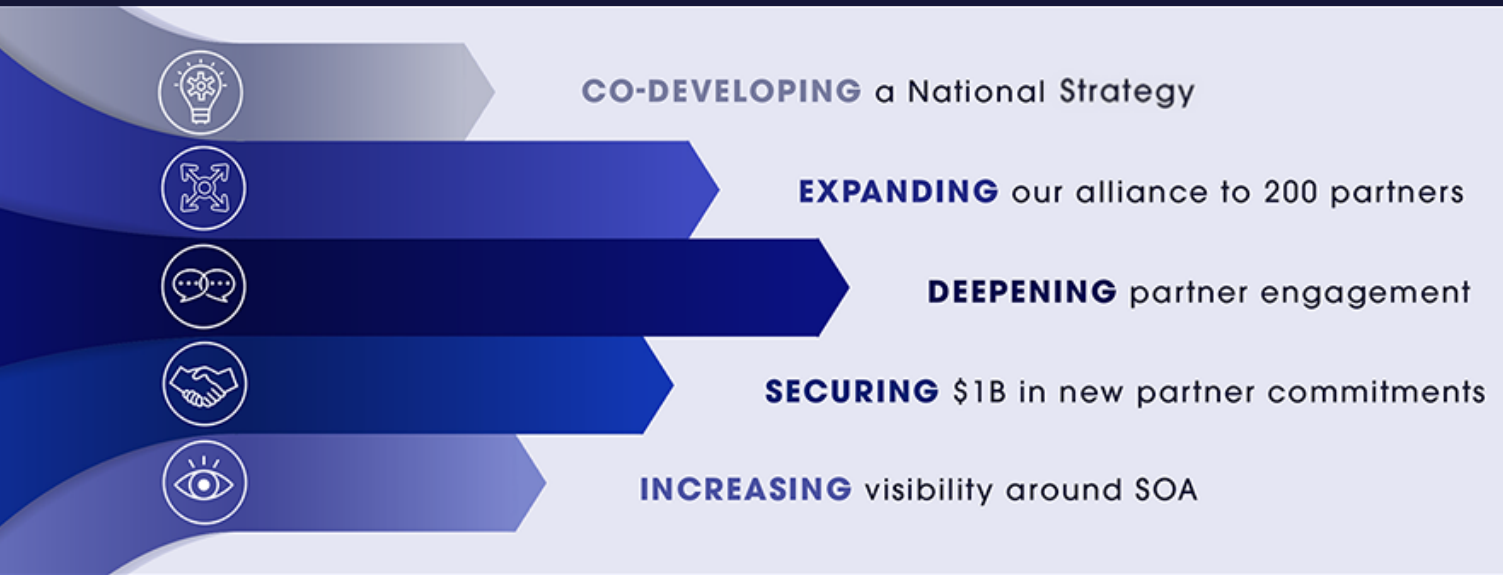 CO-DEVELOPING a National Strategy
EXPANDING our alliance to 200 partners
DEEPENING partner engagement
SECURING $1B in new partner commitments
INCREASING visibility around SOA